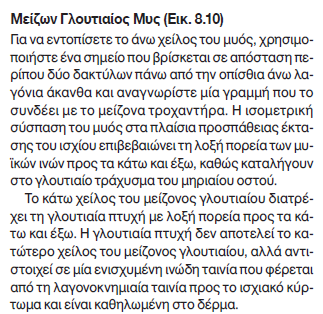 Μείζων Γλουτιαίος Μυς (Εικ. 8.10)
Για να εντοπίσετε το άνω χείλος του μυός, χρησιμο-
ποιήστε ένα σημείο που βρίσκεται σε απόσταση πε-
ρίπου δύο δακτύλων πάνω από την οπίσθια άνω λα-
γόνια άκανθα και αναγνωρίστε μία γραμμή που το
συνδέει με το μείζονα τροχαντήρα. Η ισομετρική
σύσπαση του μυός στα πλαίσια προσπάθειας έκτα-
σης του ισχίου επιβεβαιώνει τη λοξή πορεία των μυ-
ϊκών ινών προς τα κάτω και έξω, καθώς καταλήγουν
στο γλουτιαίο τράχυσμα του μηριαίου οστού.
Το κάτω χείλος του μείζονος γλουτιαίου διατρέ-
χει τη γλουτιαία πτυχή με λοξή πορεία προς τα κά-
τω και έξω. Η γλουτιαία πτυχή δεν αποτελεί το κα-
τώτερο χείλος του μείζονος γλουτιαίου, αλλά αντι-
στοιχεί σε μία ενισχυμένη ινώδη ταινία που φέρεται
από τη λαγονοκνημιαία ταινία προς το ισχιακό κύρ-
τωμα και είναι καθηλωμένη στο δέρμα.